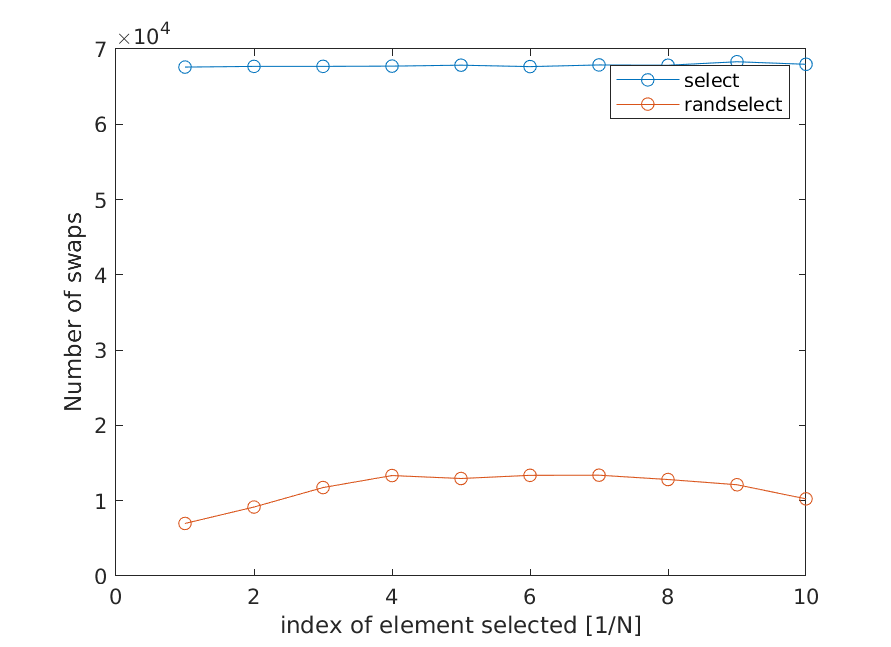 ×10⁴
7
6
5
4
3
2
1
0
Number of swaps
select
randselect
0 2 4 6 8 10
index of element selected [1/N]